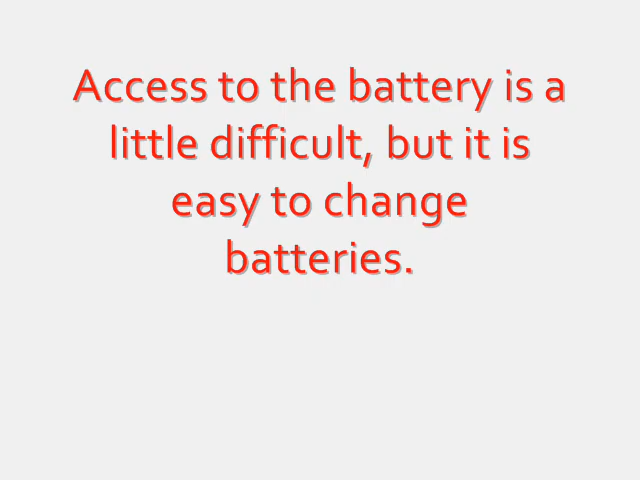 Access to the battery is a
little difficult, but it is
easy to change
batteries.